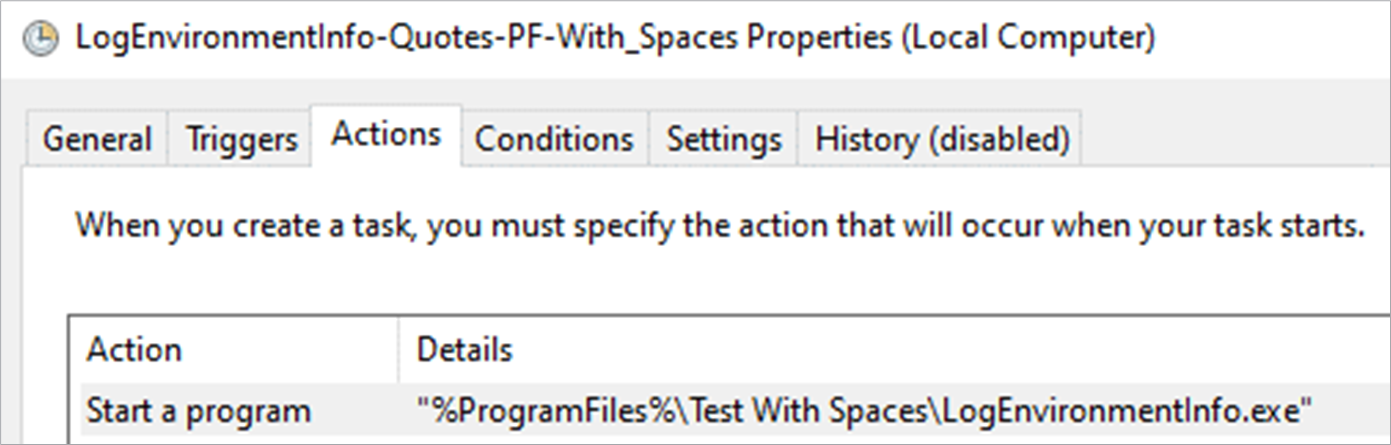 LogEnvironmentInfo-Quotes-PF-With_Spaces Properties (Local Computer)
General Triggers Actions Conditions Settings History (disabled)
When you create a task, you must specify the action that will occur when your task starts.
Action Details
Start a program "%ProgramFiles%\Test With Spaces\LogEnvironmentInfo.exe"